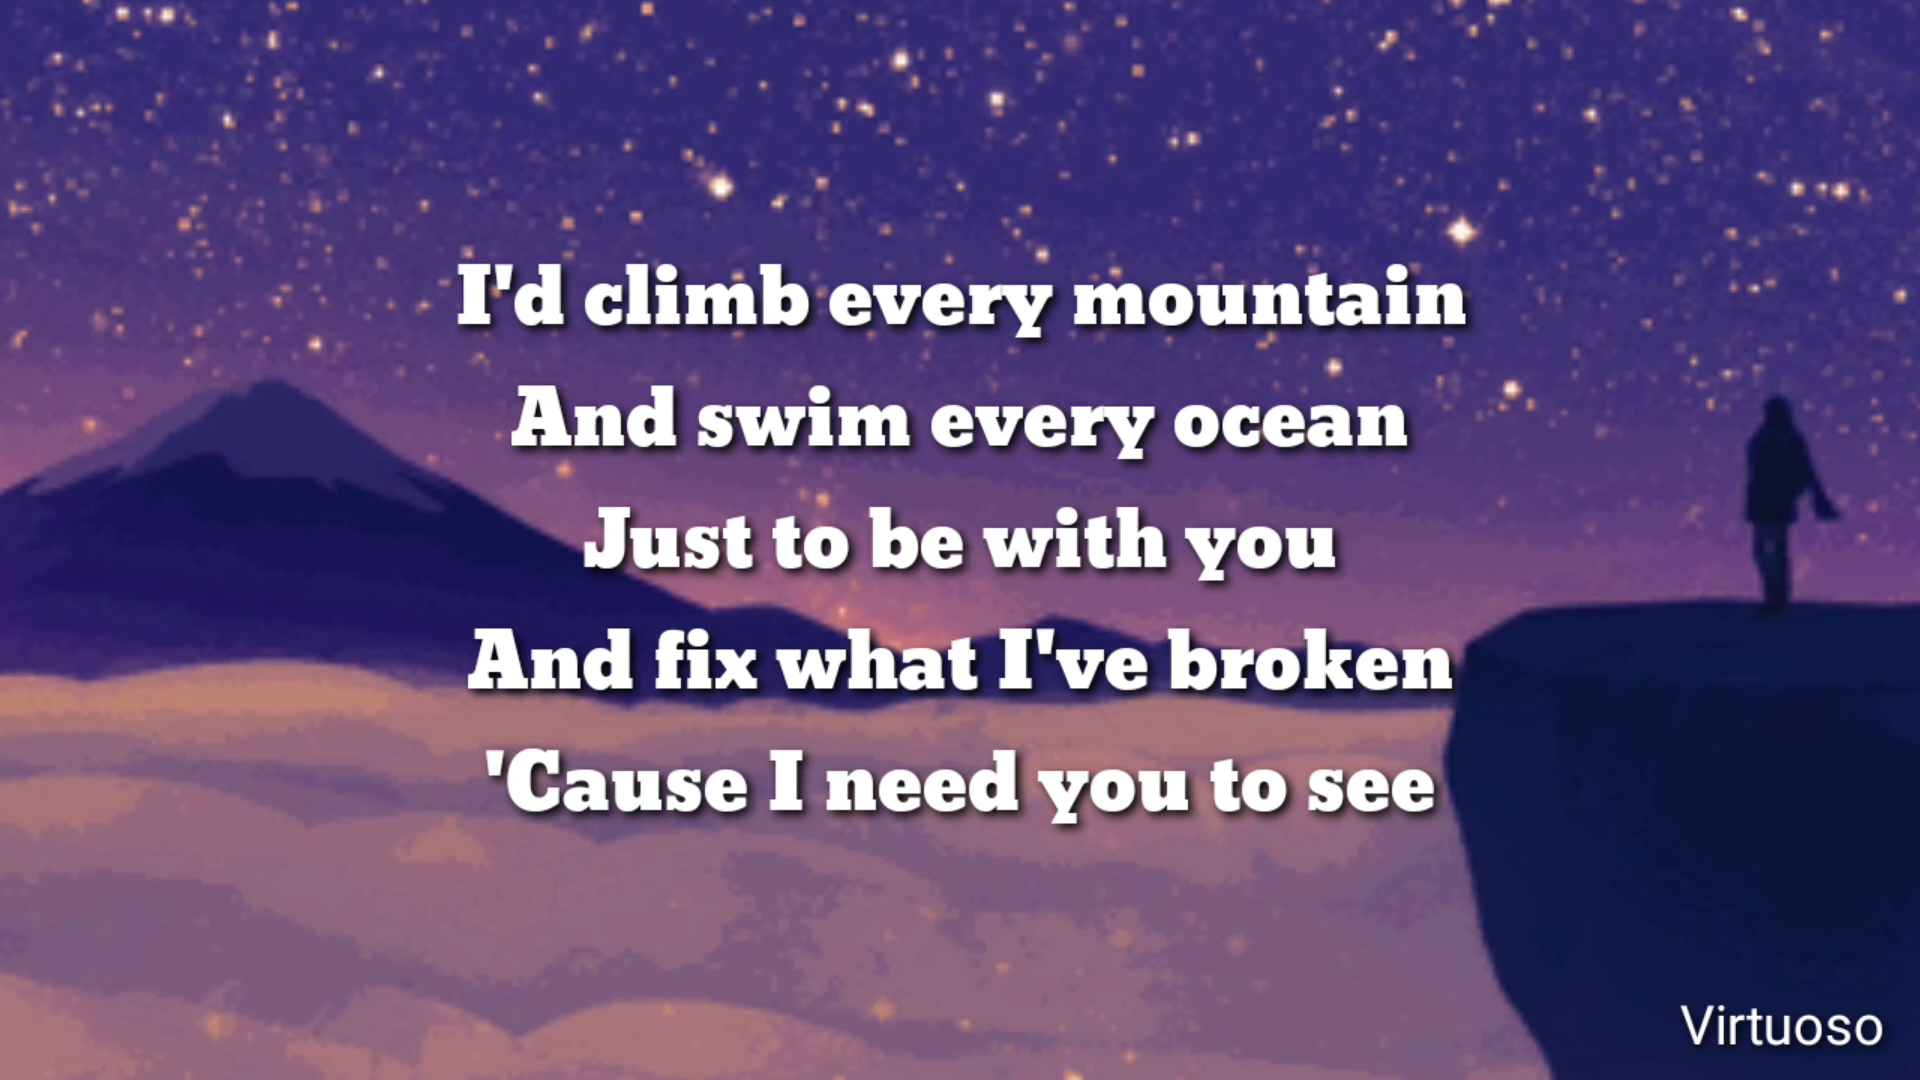 I'd climb every mountain
And swim every ocean
Just to be with you
And fix what I've broken
'Cause I need you to see
Virtuoso